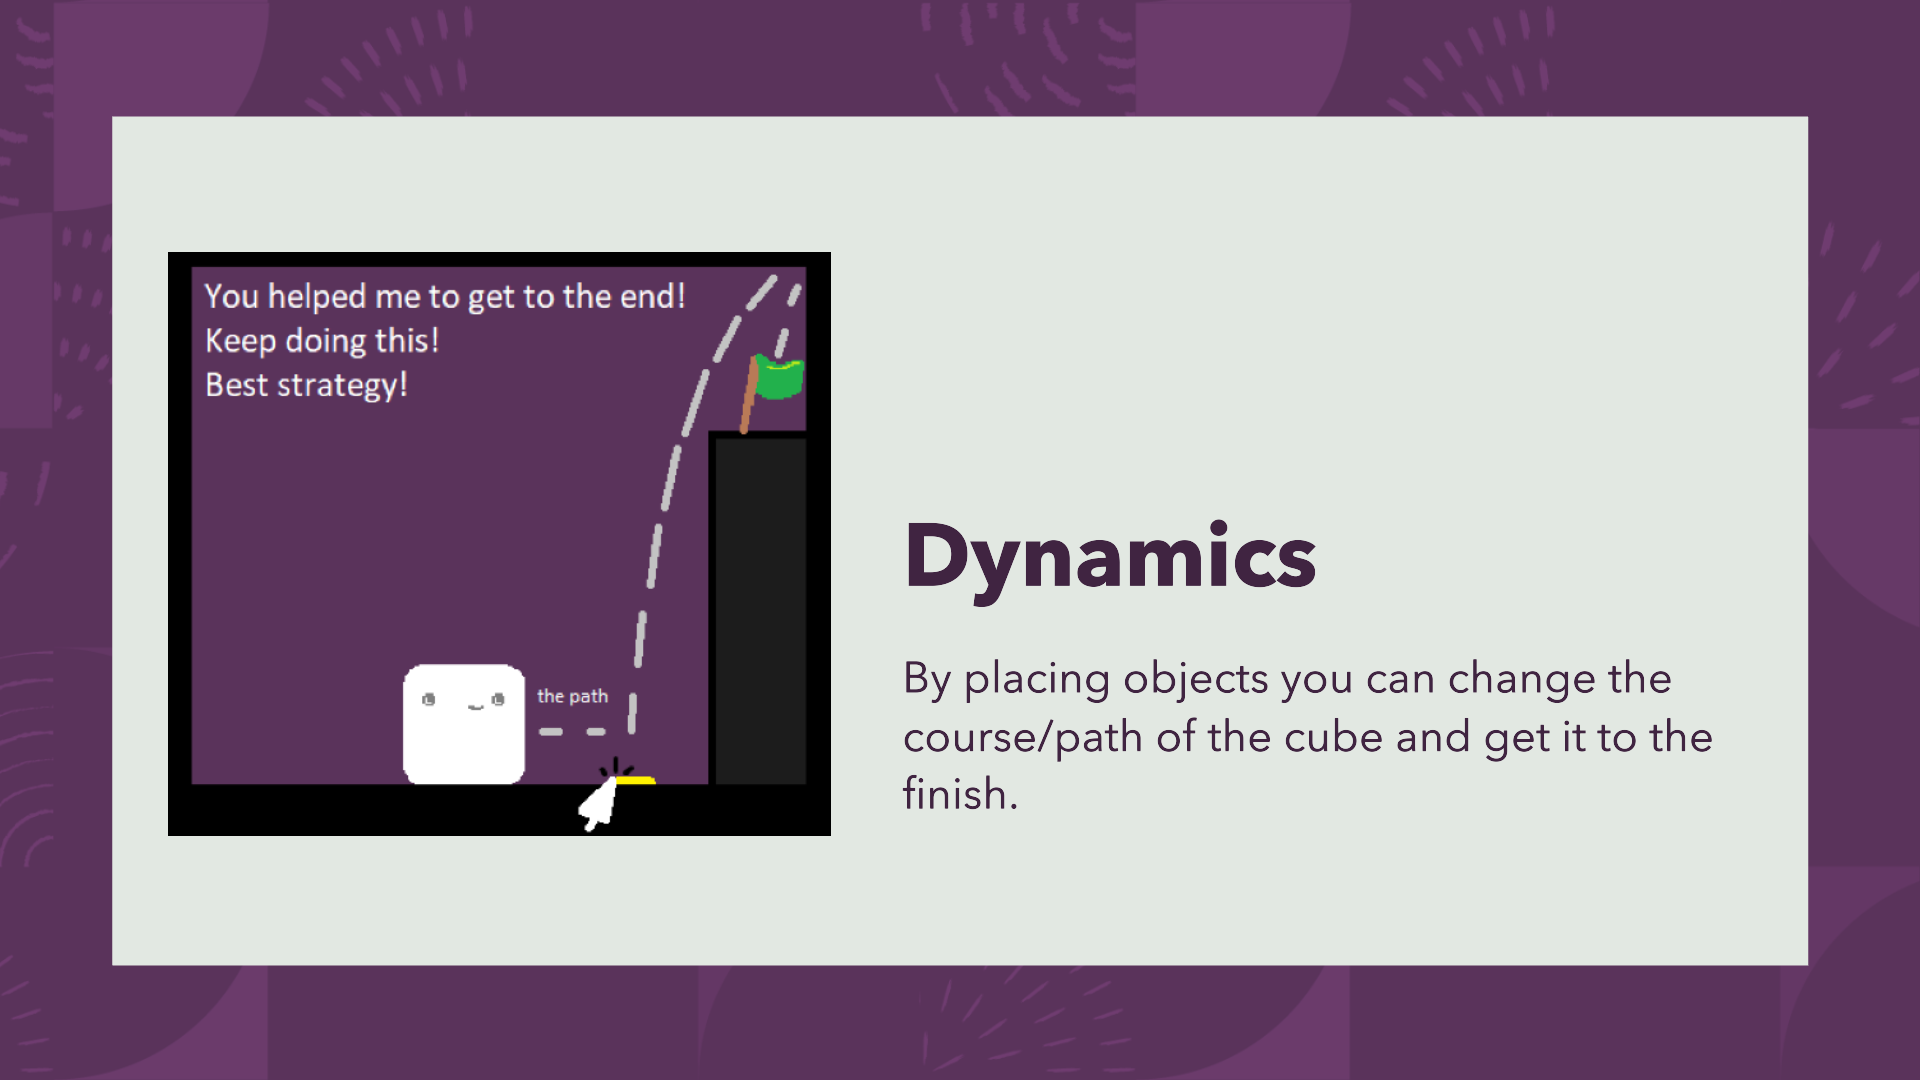 You helped me to get to the end!
Keep doing this!
Best strategy!
the path
Dynamics
By placing objects you can change the
course/path of the cube and get it to the
finish.